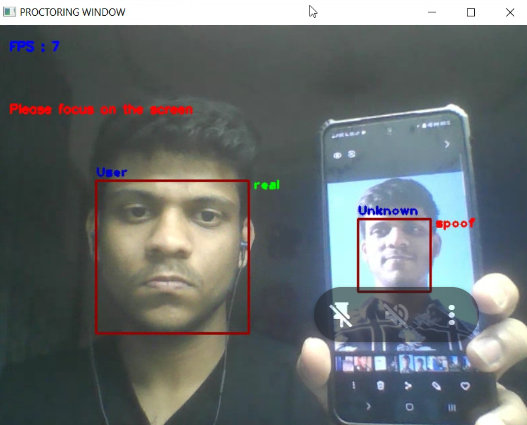 PROCTORING WINDOW
FPS : 7
Please focus on the screen
User
real
Unknown
spoof